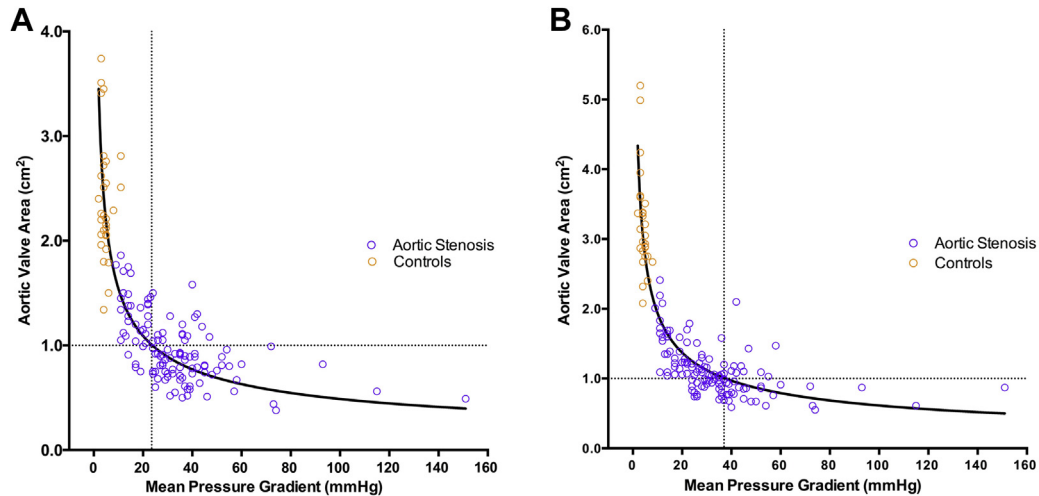 A
4.0
3.0
2.0
1.0
0.0
Aortic Valve Area (cm²)
0 20 40 60 80 100 120 140 160
Mean Pressure Gradient (mmHg)
Aortic Stenosis
Controls
B
6.0
5.0
4.0
3.0
2.0
1.0
0.0
Aortic Valve Area (cm²)
0 20 40 60 80 100 120 140 160
Mean Pressure Gradient (mmHg)
Aortic Stenosis
Controls